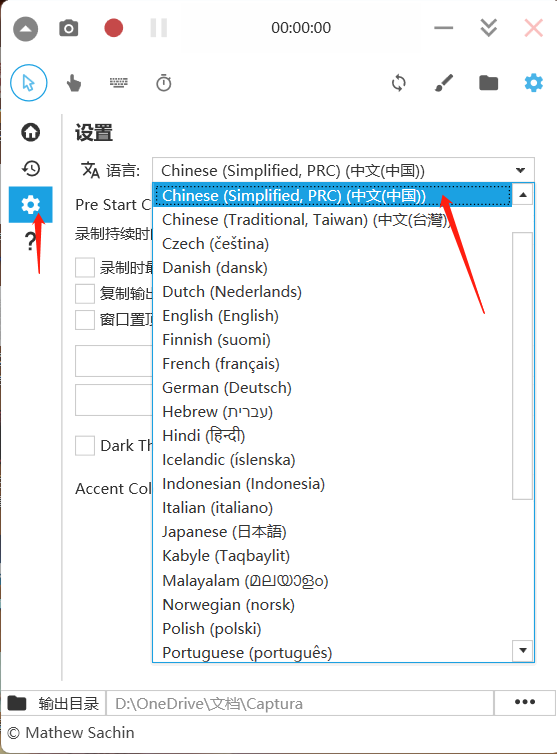 00:00:00
设置
语言: Chinese (Simplified, PRC) (中文(中国))
Chinese (Simplified, PRC) (中文(中国))
Pre Start C
Chinese (Traditional, Taiwan) (中文(台灣))
录制持续时
Czech (čeština)
录制时最
Danish (dansk)
复制输出
Dutch (Nederlands)
窗口置顶
English (English)
Finnish (suomi)
French (français)
German (Deutsch)
Hebrew (עברית)
Hindi (हिन्दी)
Dark Th
Icelandic (íslenska)
Accent Col
Indonesian (Indonesia)
Italian (italiano)
Japanese (日本語)
Kabyle (Taqbaylit)
Malayalam (മലയാളം)
Norwegian (norsk)
Polish (polski)
Portuguese (português)
输出目录 D:\OneDrive\文档\Captura
© Mathew Sachin